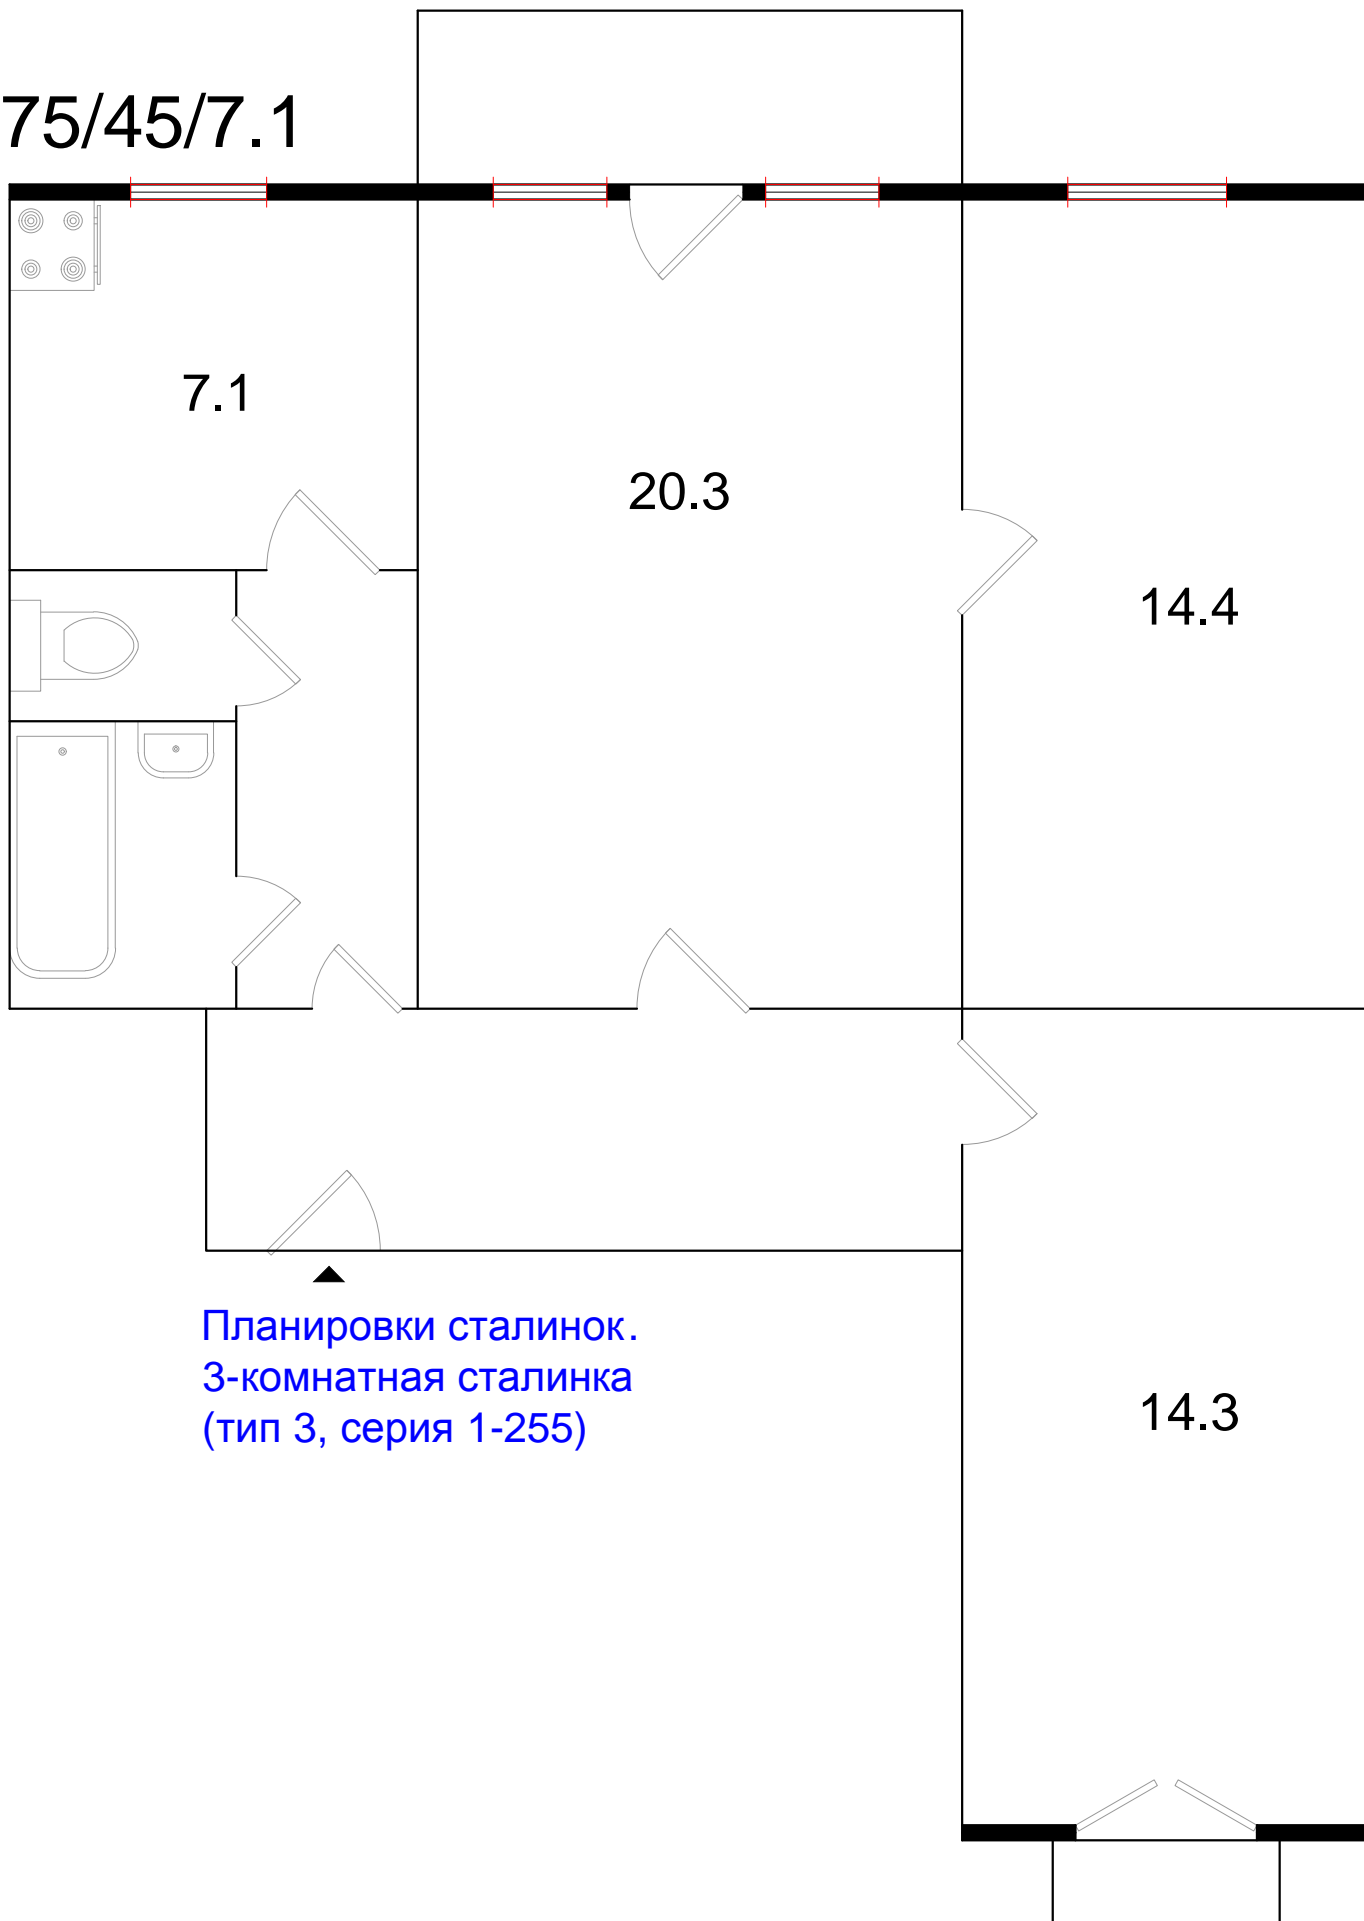 75/45/7.1
7.1
20.3
14.4
Планировки сталинок.
3-комнатная сталинка
(тип 3, серия 1-255)
14.3